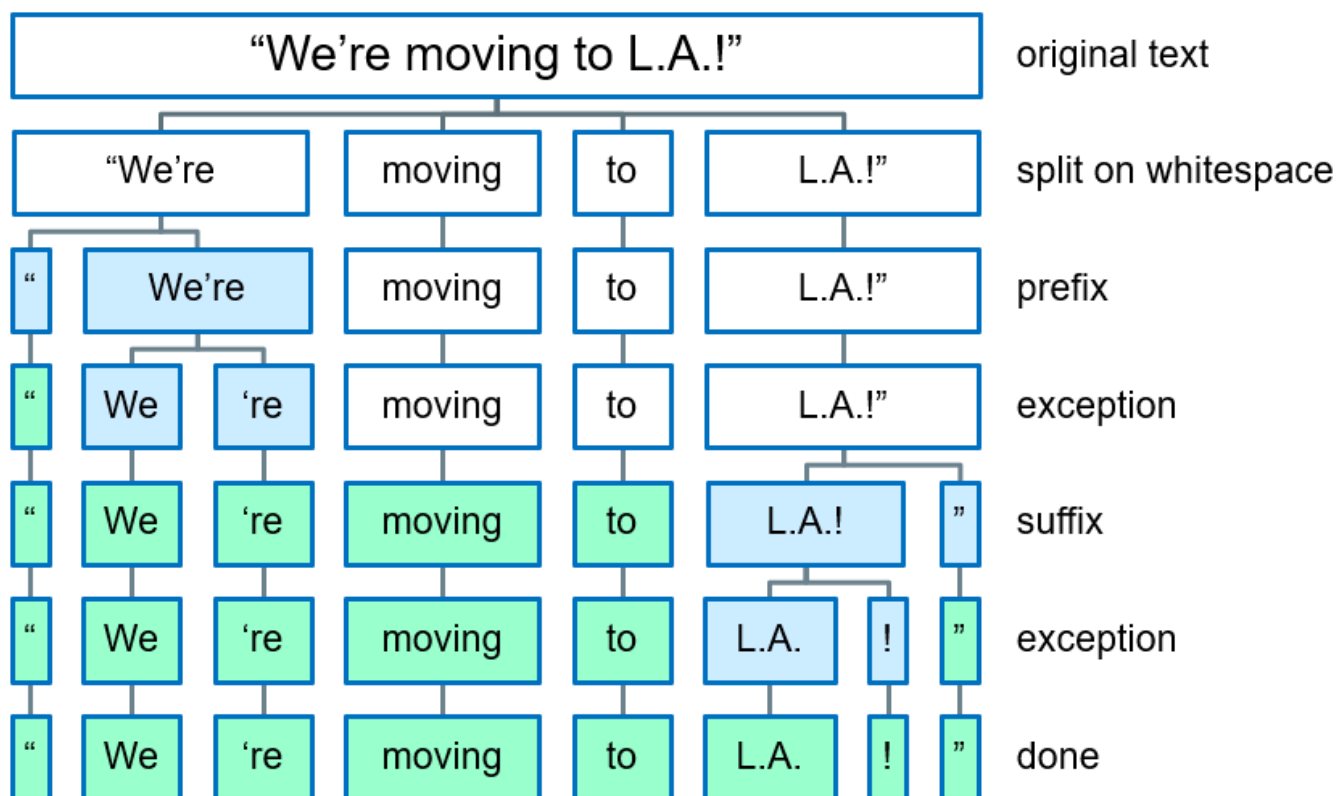 “We’re moving to L.A.!” original text
“We’re moving to L.A.!” split on whitespace
“ We’re moving to L.A.!” prefix
“ We ‘re moving to L.A.!” exception
“ We ‘re moving to L.A.! ” suffix
“ We ‘re moving to L.A. ! ” exception
“ We ‘re moving to L.A. ! ” done